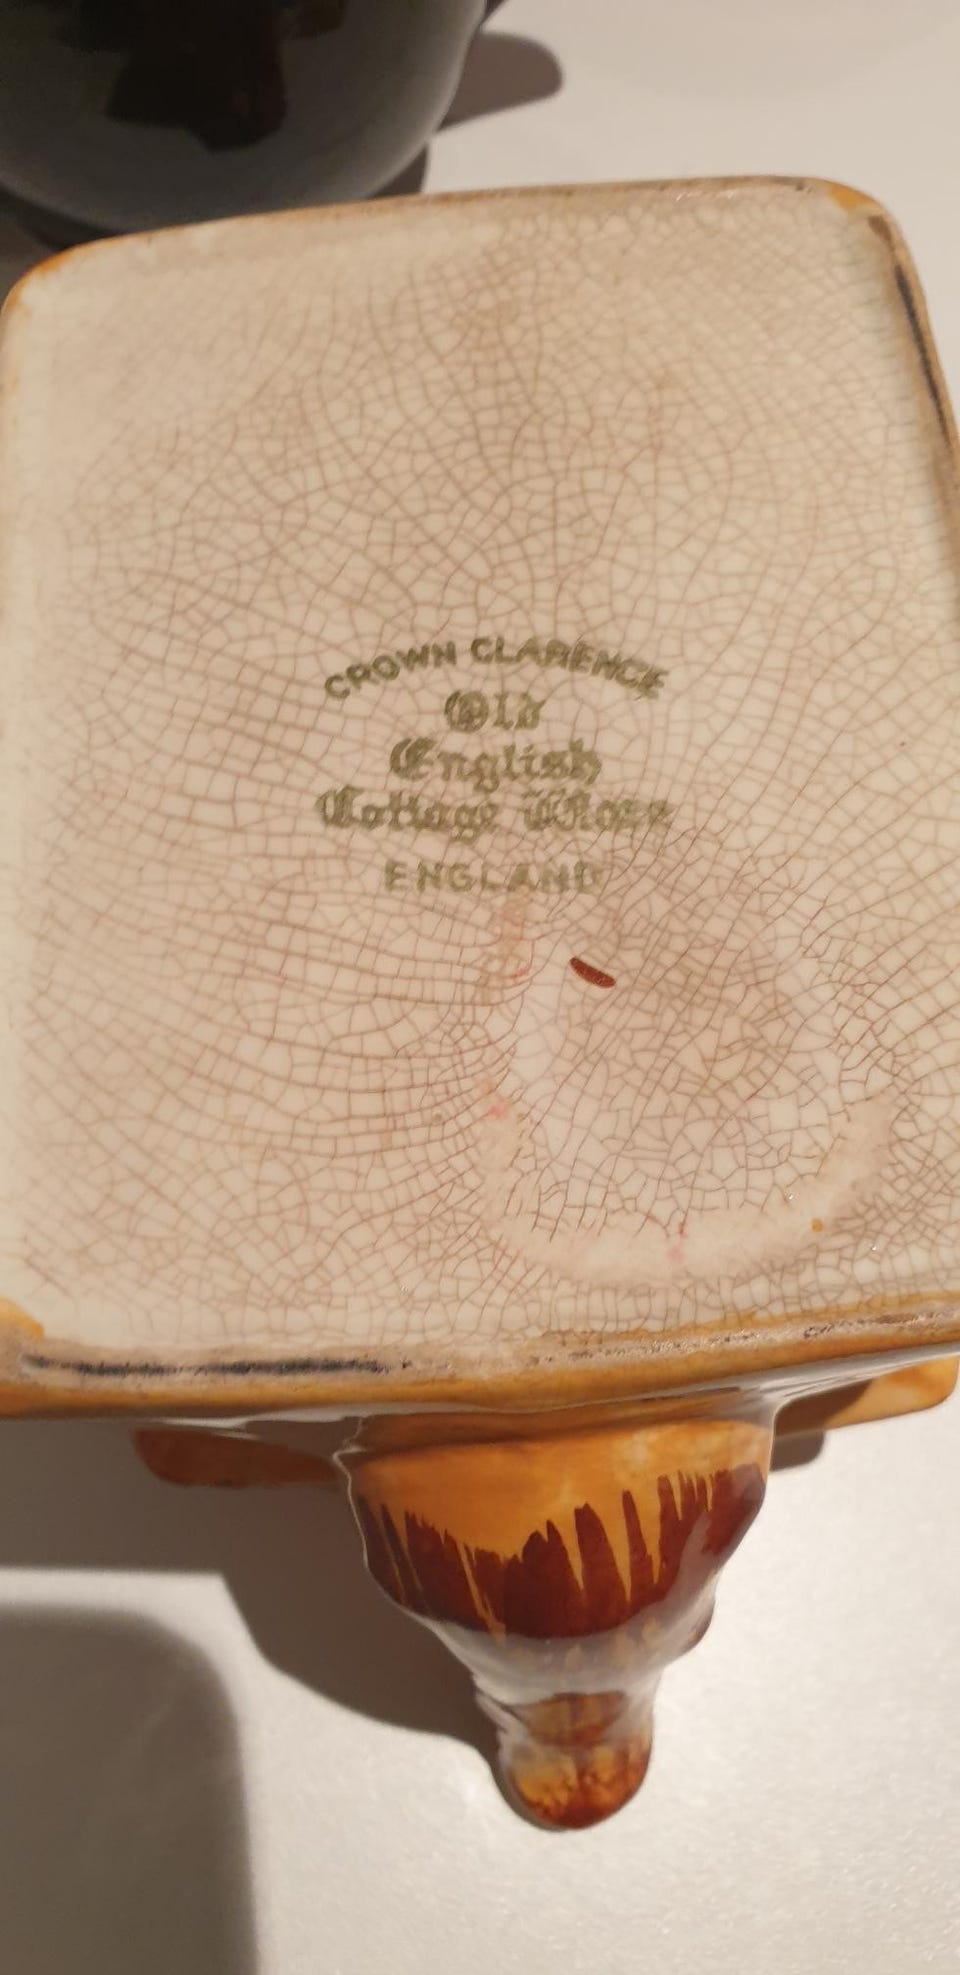 CROWN CLARENCE
Old
English
Cottage Ware
ENGLAND